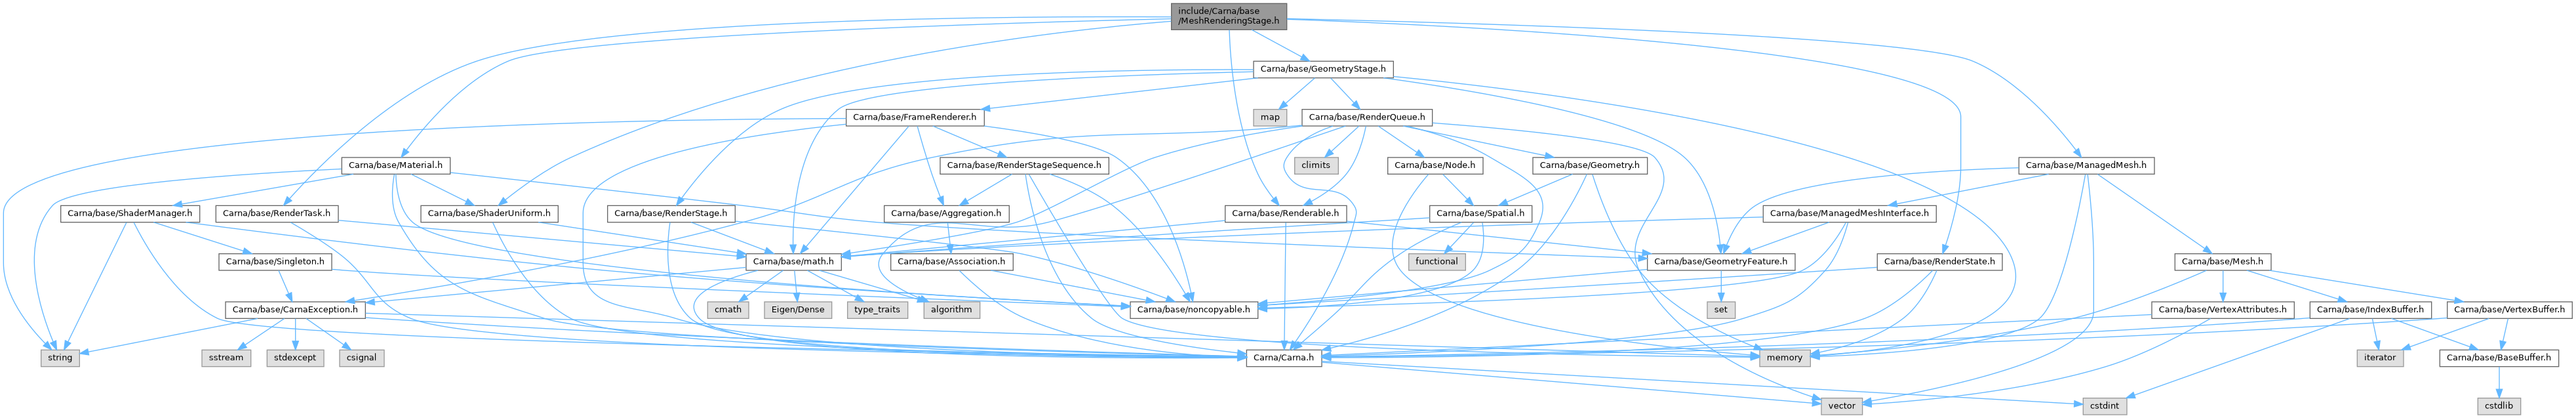 include/Carna/base
/MeshRenderingStage.h
Carna/base/GeometryStage.h
map
Carna/base/FrameRenderer.h
Carna/base/RenderQueue.h
Carna/base/Material.h
Carna/base/RenderStageSequence.h
climits
Carna/base/Node.h
Carna/base/Geometry.h
Carna/base/ManagedMesh.h
Carna/base/ShaderManager.h
Carna/base/RenderTask.h
Carna/base/ShaderUniform.h
Carna/base/RenderStage.h
Carna/base/Aggregation.h
Carna/base/Renderable.h
Carna/base/Spatial.h
Carna/base/ManagedMeshInterface.h
Carna/base/Singleton.h
Carna/base/math.h
Carna/base/Association.h
functional
Carna/base/GeometryFeature.h
Carna/base/RenderState.h
Carna/base/Mesh.h
Carna/base/CarnaException.h
cmath
Eigen/Dense
type_traits
algorithm
Carna/base/noncopyable.h
set
Carna/base/VertexAttributes.h
Carna/base/IndexBuffer.h
Carna/base/VertexBuffer.h
string
sstream
stdexcept
csignal
Carna/Carna.h
memory
iterator
Carna/base/BaseBuffer.h
vector
cstdint
cstdlib